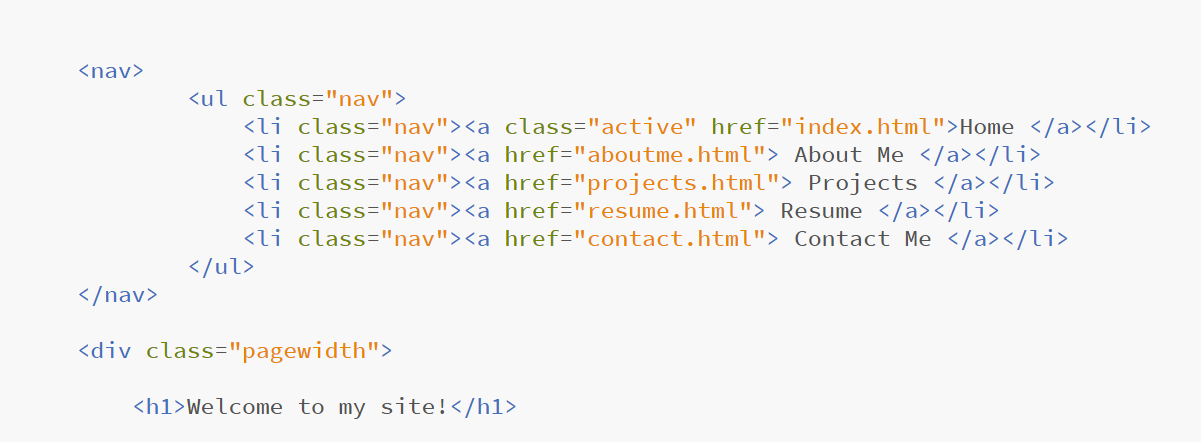 <nav>
<ul class="nav">
<li class="nav"><a class="active" href="index.html">Home </a></li>
<li class="nav"><a href="aboutme.html"> About Me </a></li>
<li class="nav"><a href="projects.html"> Projects </a></li>
<li class="nav"><a href="resume.html"> Resume </a></li>
<li class="nav"><a href="contact.html"> Contact Me </a></li>
</ul>
</nav>
<div class="pagewidth">
<h1>Welcome to my site!</h1>